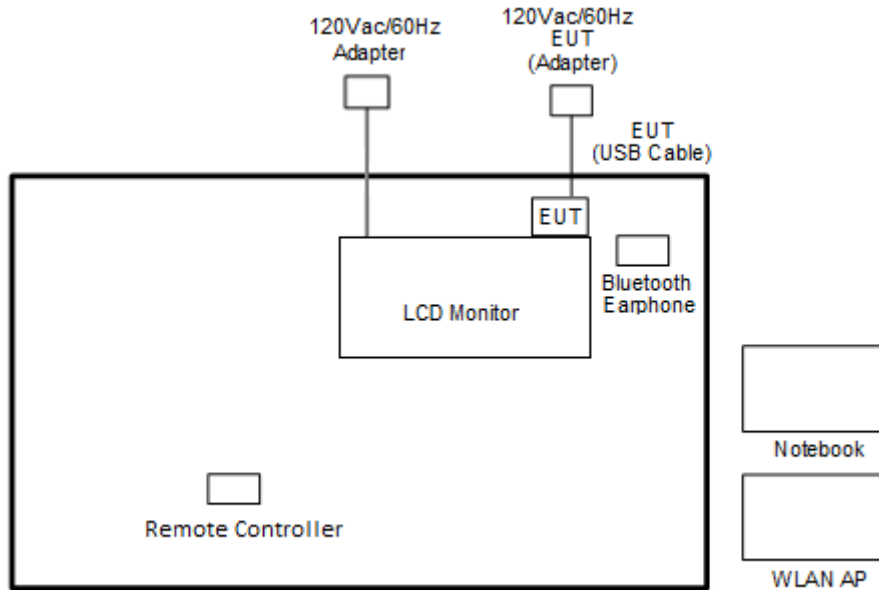 120Vac/60Hz
Adapter
120Vac/60Hz
EUT
(Adapter)
EUT
(USB Cable)
EUT
Bluetooth
Earphone
LCD Monitor
Notebook
Remote Controller
WLAN AP